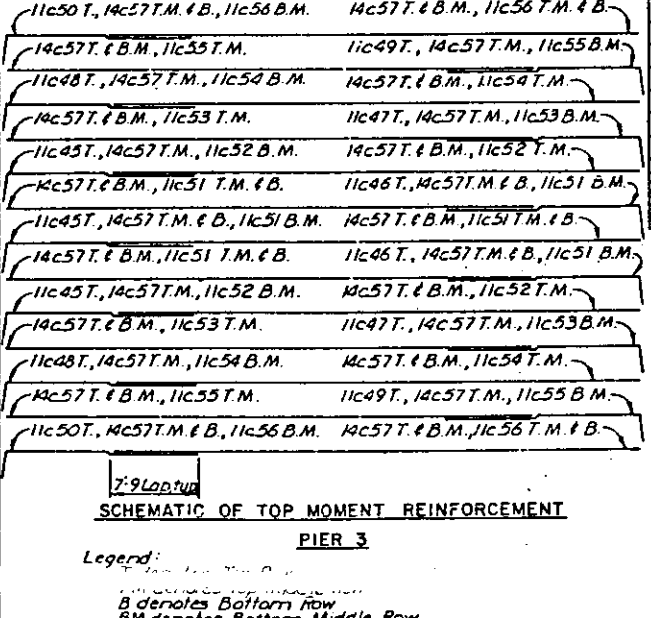 11c50 T., 14c57 T.M. & B., 11c56 B.M. 14c57 T. & B.M., 11c56 T.M. & B.
14c57 T. & B.M., 11c55 T.M. 11c49 T., 14c57 T.M., 11c55 B.M.
11c48 T., 14c57 T.M., 11c54 B.M. 14c57 T. & B.M., 11c54 T.M.
14c57 T. & B.M., 11c53 T.M. 11c47 T., 14c57 T.M., 11c53 B.M.
11c45 T., 14c57 T.M., 11c52 B.M. 14c57 T. & B.M., 11c52 T.M.
14c57 T. & B.M., 11c51 T.M. & B. 11c46 T., 14c57 T.M. & B., 11c51 B.M.
11c45 T., 14c57 T.M. & B., 11c51 B.M. 14c57 T. & B.M., 11c51 T.M. & B.
14c57 T. & B.M., 11c51 T.M. & B. 11c46 T., 14c57 T.M. & B., 11c51 B.M.
11c45 T., 14c57 T.M., 11c52 B.M. 14c57 T. & B.M., 11c52 T.M.
14c57 T. & B.M., 11c53 T.M. 11c47 T., 14c57 T.M., 11c53 B.M.
11c48 T., 14c57 T.M., 11c54 B.M. 14c57 T. & B.M., 11c54 T.M.
14c57 T. & B.M., 11c55 T.M. 11c49 T., 14c57 T.M., 11c55 B M.
11c50 T., 14c57 T.M. & B., 11c56 B.M. 14c57 T. & B.M., 11c56 T.M. & B.
7'-9 Lap, typ
SCHEMATIC OF TOP MOMENT REINFORCEMENT
PIER 3
Legend:
B denotes Bottom Row
BM denotes Bottom Middle Row